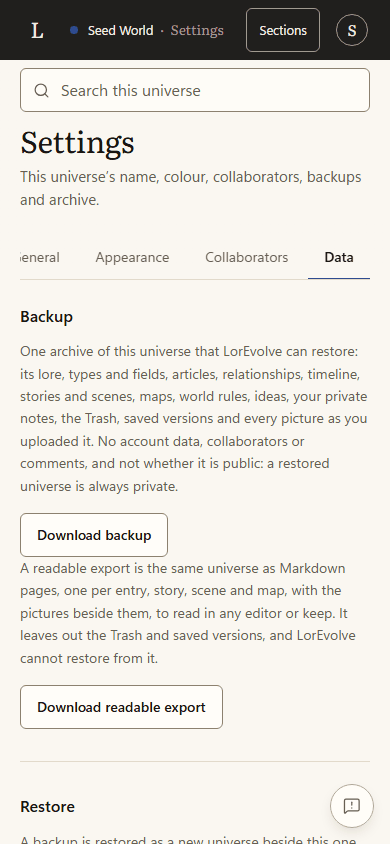 L
Seed World · Settings
Sections
S
Search this universe
Settings
This universe's name, colour, collaborators, backups
and archive.
General Appearance Collaborators Data
Backup
One archive of this universe that LorEvolve can restore:
its lore, types and fields, articles, relationships, timeline,
stories and scenes, maps, world rules, ideas, your private
notes, the Trash, saved versions and every picture as you
uploaded it. No account data, collaborators or
comments, and not whether it is public: a restored
universe is always private.
Download backup
A readable export is the same universe as Markdown
pages, one per entry, story, scene and map, with the
pictures beside them, to read in any editor or keep. It
leaves out the Trash and saved versions, and LorEvolve
cannot restore from it.
Download readable export
Restore
A backup is restored as a new universe beside this one.